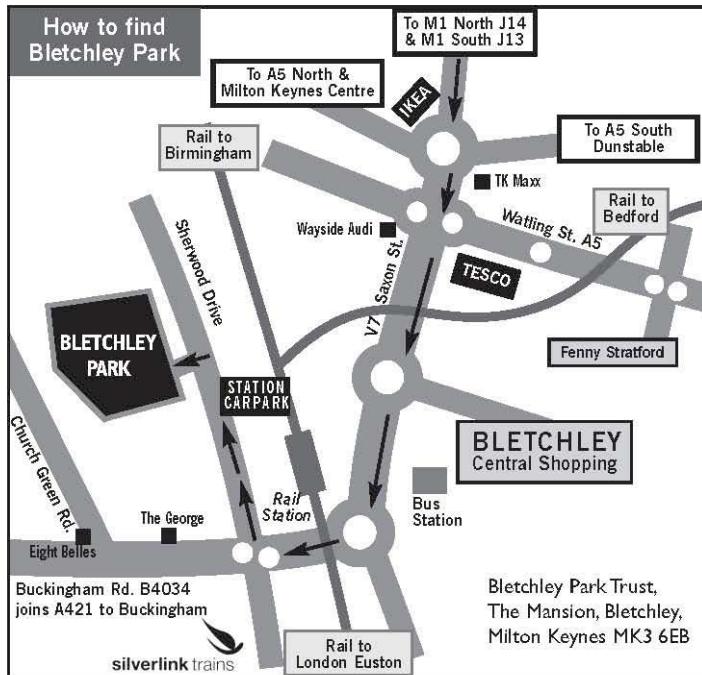 How to find
Bletchley Park
To M1 North J14
& M1 South J13
To A5 North &
Milton Keynes Centre
IKEA
Rail to
Birmingham
To A5 South
Dunstable
TK Maxx
Rail to
Bedford
Wayside Audi
Watling St. A5
Sherwood Drive
V7 Saxon St.
TESCO
BLETCHLEY
PARK
Fenny Stratford
STATION
CARPARK
BLETCHLEY
Central Shopping
Church Green Rd.
Rail
Station
Bus
Station
The George
Eight Belles
Buckingham Rd. B4034
joins A421 to Buckingham
Bletchley Park Trust,
The Mansion, Bletchley,
Milton Keynes MK3 6EB
Rail to
London Euston
silverlink trains